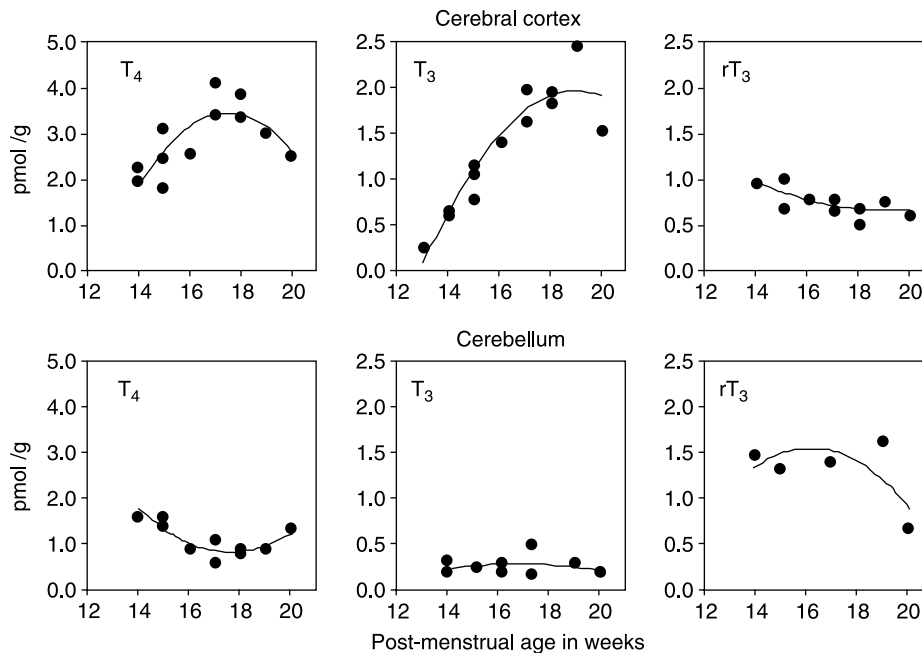 Cerebral cortex
5.0 4.0 3.0 2.0 1.0 0.0
pmol /g
T4
12 14 16 18 20
2.5 2.0 1.5 1.0 0.5 0.0
T3
12 14 16 18 20
2.5 2.0 1.5 1.0 0.5 0.0
rT3
12 14 16 18 20
Cerebellum
5.0 4.0 3.0 2.0 1.0 0.0
pmol /g
T4
12 14 16 18 20
2.5 2.0 1.5 1.0 0.5 0.0
T3
12 14 16 18 20
2.5 2.0 1.5 1.0 0.5 0.0
rT3
12 14 16 18 20
Post-menstrual age in weeks